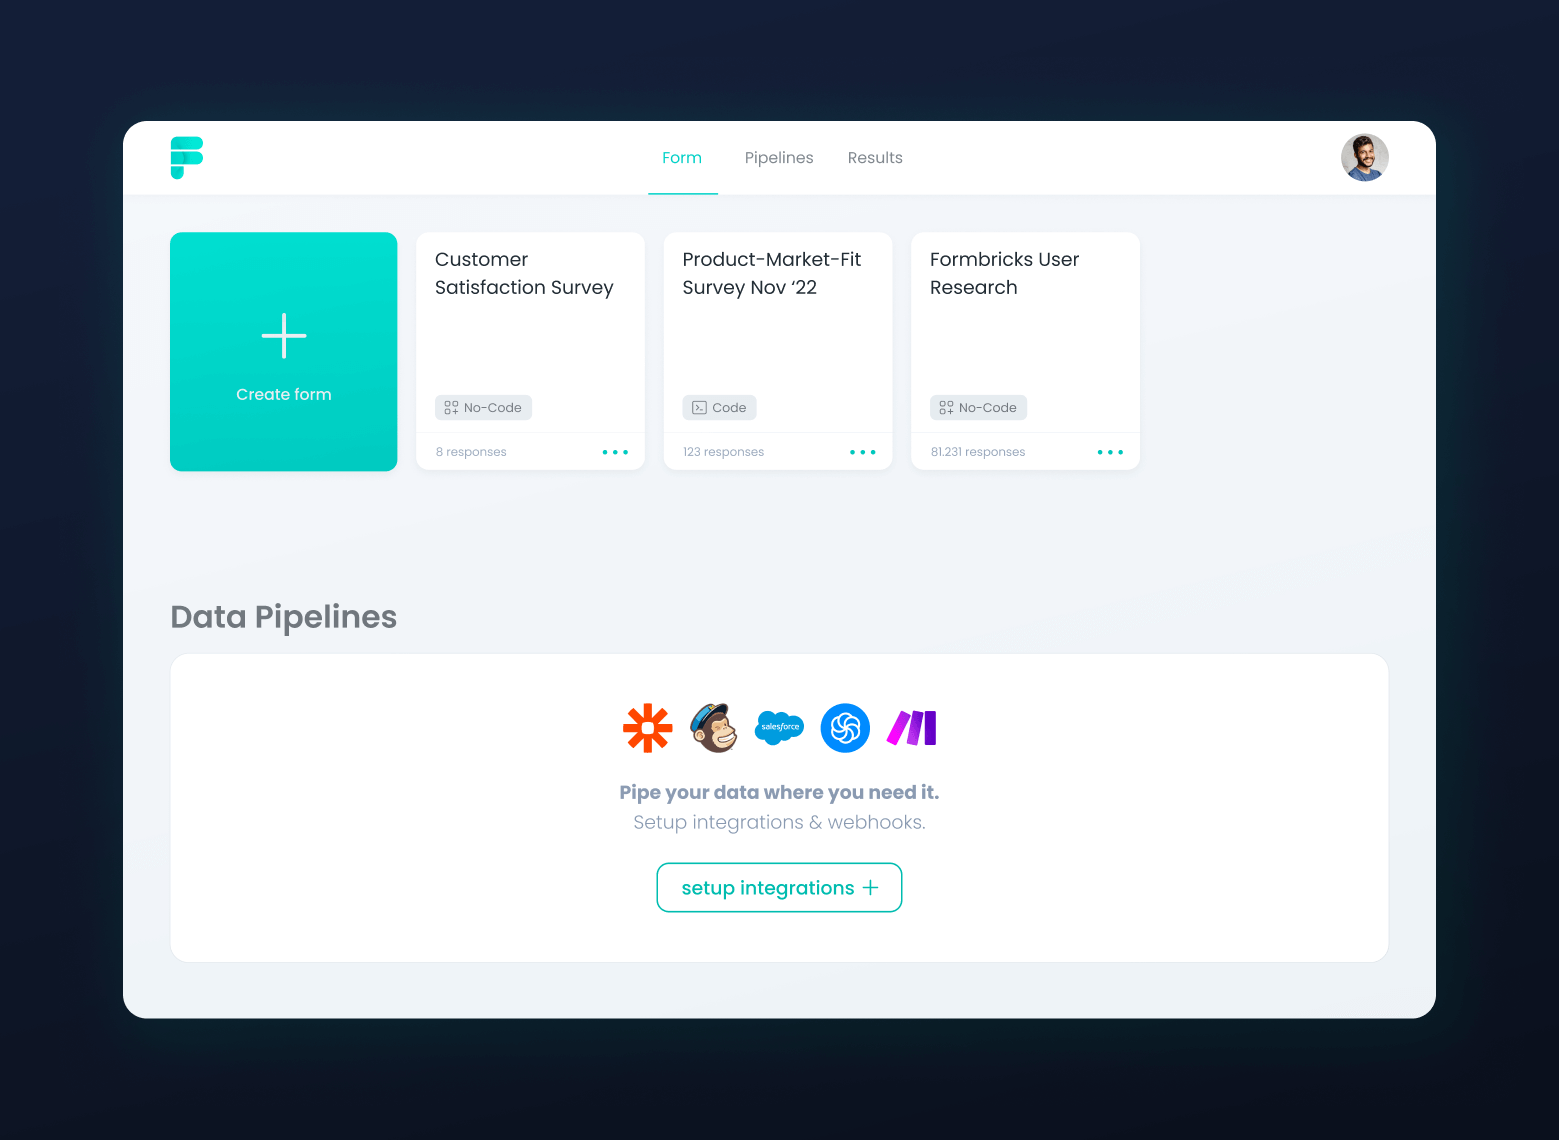 Form
Pipelines
Results
Create form
Customer
Satisfaction Survey
No-Code
8 responses
Product-Market-Fit
Survey Nov ‘22
Code
123 responses
Formbricks User
Research
No-Code
81.231 responses
Data Pipelines
salesforce
Pipe your data where you need it.
Setup integrations & webhooks.
setup integrations +